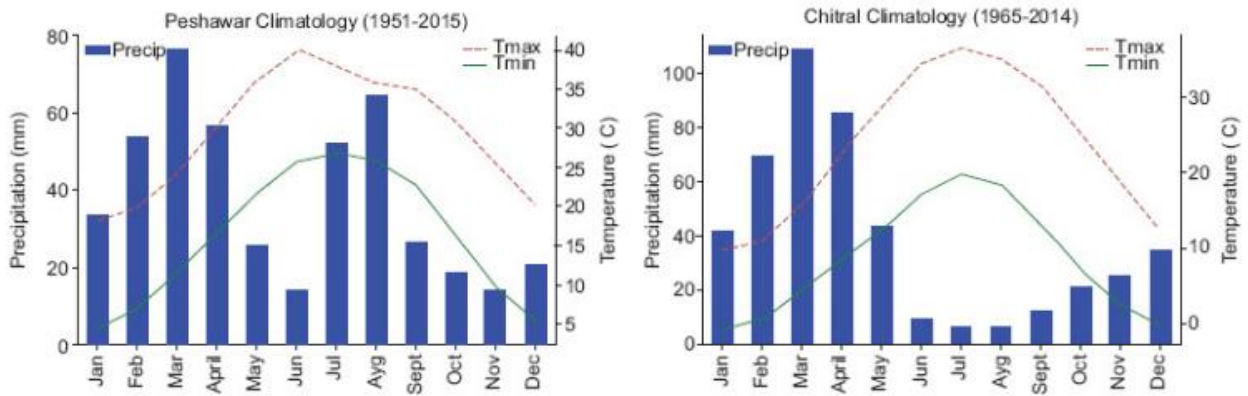 Peshawar Climatology (1951-2015)
80
60
40
20
0
Precipitation (mm)
Precip
Tmax
Tmin
40
35
30
25
20
15
10
5
Temperature ( C)
Jan
Feb
Mar
April
May
Jun
Jul
Ayg
Sept
Oct
Nov
Dec
Chitral Climatology (1965-2014)
100
80
60
40
20
0
Precipitation (mm)
Precip
Tmax
Tmin
30
20
10
0
Temperature ( C)
Jan
Feb
Mar
April
May
Jun
Jul
Ayg
Sept
Oct
Nov
Dec